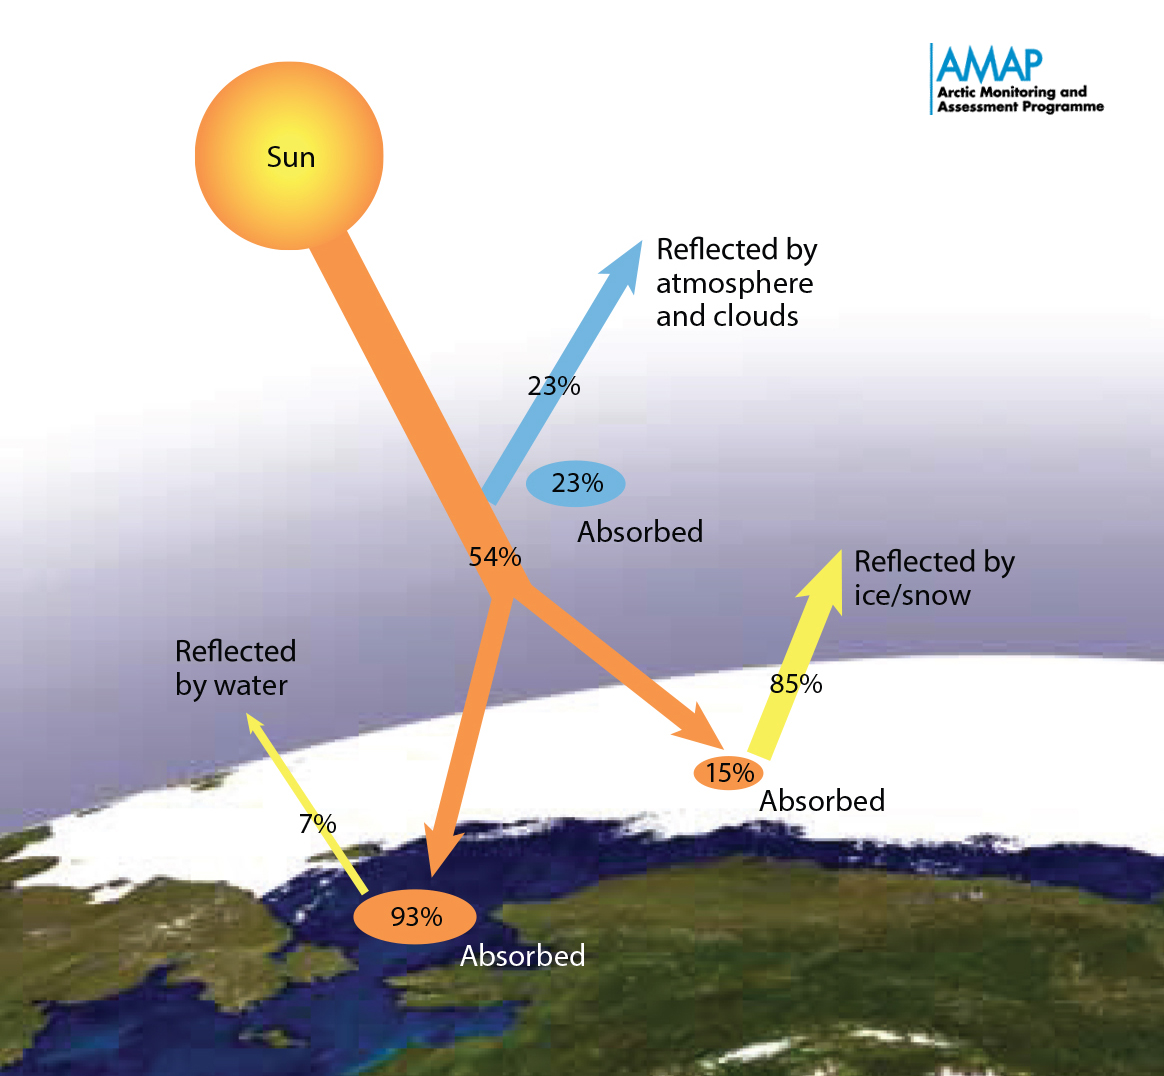 AMAP
Arctic Monitoring and
Assessment Programme
Sun
Reflected by
atmosphere
and clouds
23%
23%
Absorbed
54%
Reflected by
ice/snow
Reflected
by water
85%
15%
Absorbed
7%
93%
Absorbed